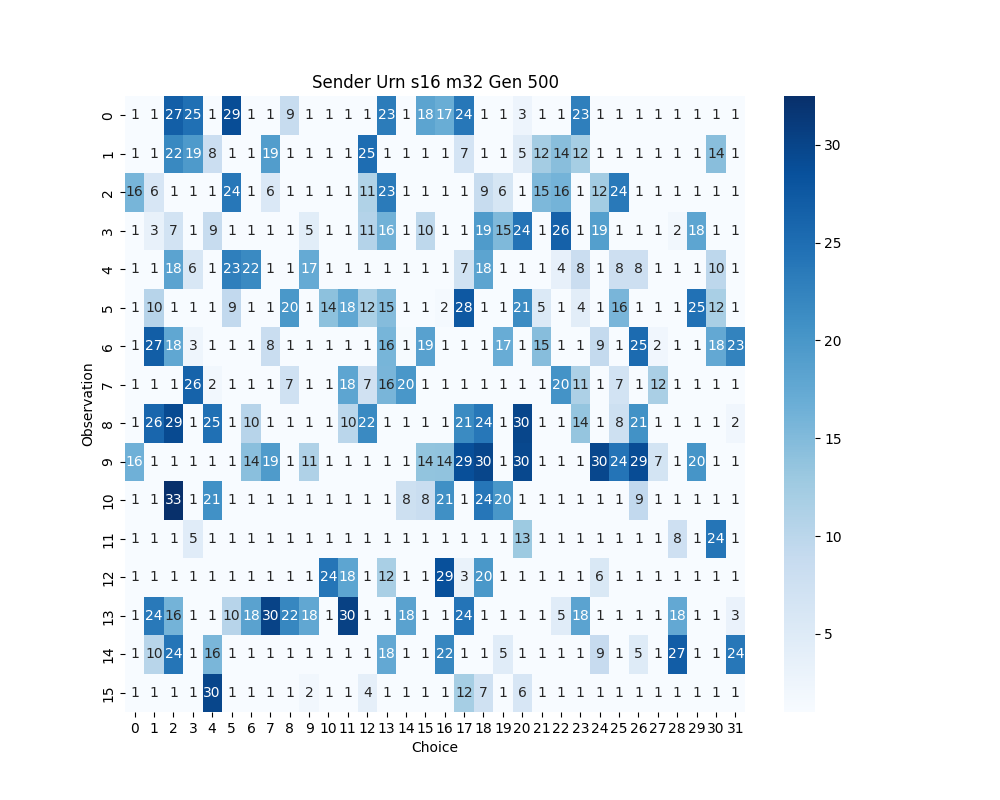 Sender Urn s16 m32 Gen 500
0 1 1 27 25 1 29 1 1 9 1 1 1 1 23 1 18 17 24 1 1 3 1 1 23 1 1 1 1 1 1 1 1
1 1 1 22 19 8 1 1 19 1 1 1 1 25 1 1 1 1 7 1 1 5 12 14 12 1 1 1 1 1 1 14 1
2 16 6 1 1 1 24 1 6 1 1 1 1 11 23 1 1 1 1 9 6 1 15 16 1 12 24 1 1 1 1 1 1
3 1 3 7 1 9 1 1 1 1 5 1 1 11 16 1 10 1 1 19 15 24 1 26 1 19 1 1 1 2 18 1 1
4 1 1 18 6 1 23 22 1 1 17 1 1 1 1 1 1 1 7 18 1 1 1 4 8 1 8 8 1 1 1 10 1
5 1 10 1 1 1 9 1 1 20 1 14 18 12 15 1 1 2 28 1 1 21 5 1 4 1 16 1 1 1 25 12 1
6 1 27 18 3 1 1 1 8 1 1 1 1 1 16 1 19 1 1 1 17 1 15 1 1 9 1 25 2 1 1 18 23
7 1 1 1 26 2 1 1 1 7 1 1 18 7 16 20 1 1 1 1 1 1 1 20 11 1 7 1 12 1 1 1 1
8 1 26 29 1 25 1 10 1 1 1 1 10 22 1 1 1 1 21 24 1 30 1 1 14 1 8 21 1 1 1 1 2
9 16 1 1 1 1 1 14 19 1 11 1 1 1 1 1 14 14 29 30 1 30 1 1 1 30 24 29 7 1 20 1 1
10 1 1 33 1 21 1 1 1 1 1 1 1 1 1 8 8 21 1 24 20 1 1 1 1 1 1 9 1 1 1 1 1
11 1 1 1 5 1 1 1 1 1 1 1 1 1 1 1 1 1 1 1 1 13 1 1 1 1 1 1 1 8 1 24 1
12 1 1 1 1 1 1 1 1 1 1 24 18 1 12 1 1 29 3 20 1 1 1 1 1 6 1 1 1 1 1 1 1
13 1 24 16 1 1 10 18 30 22 18 1 30 1 1 18 1 1 24 1 1 1 1 5 18 1 1 1 1 18 1 1 3
14 1 10 24 1 16 1 1 1 1 1 1 1 1 18 1 1 22 1 1 5 1 1 1 1 9 1 5 1 27 1 1 24
15 1 1 1 1 30 1 1 1 1 2 1 1 4 1 1 1 1 12 7 1 6 1 1 1 1 1 1 1 1 1 1 1
0 1 2 3 4 5 6 7 8 9 10 11 12 13 14 15 16 17 18 19 20 21 22 23 24 25 26 27 28 29 30 31
Choice
Observation
30
25
20
15
10
5